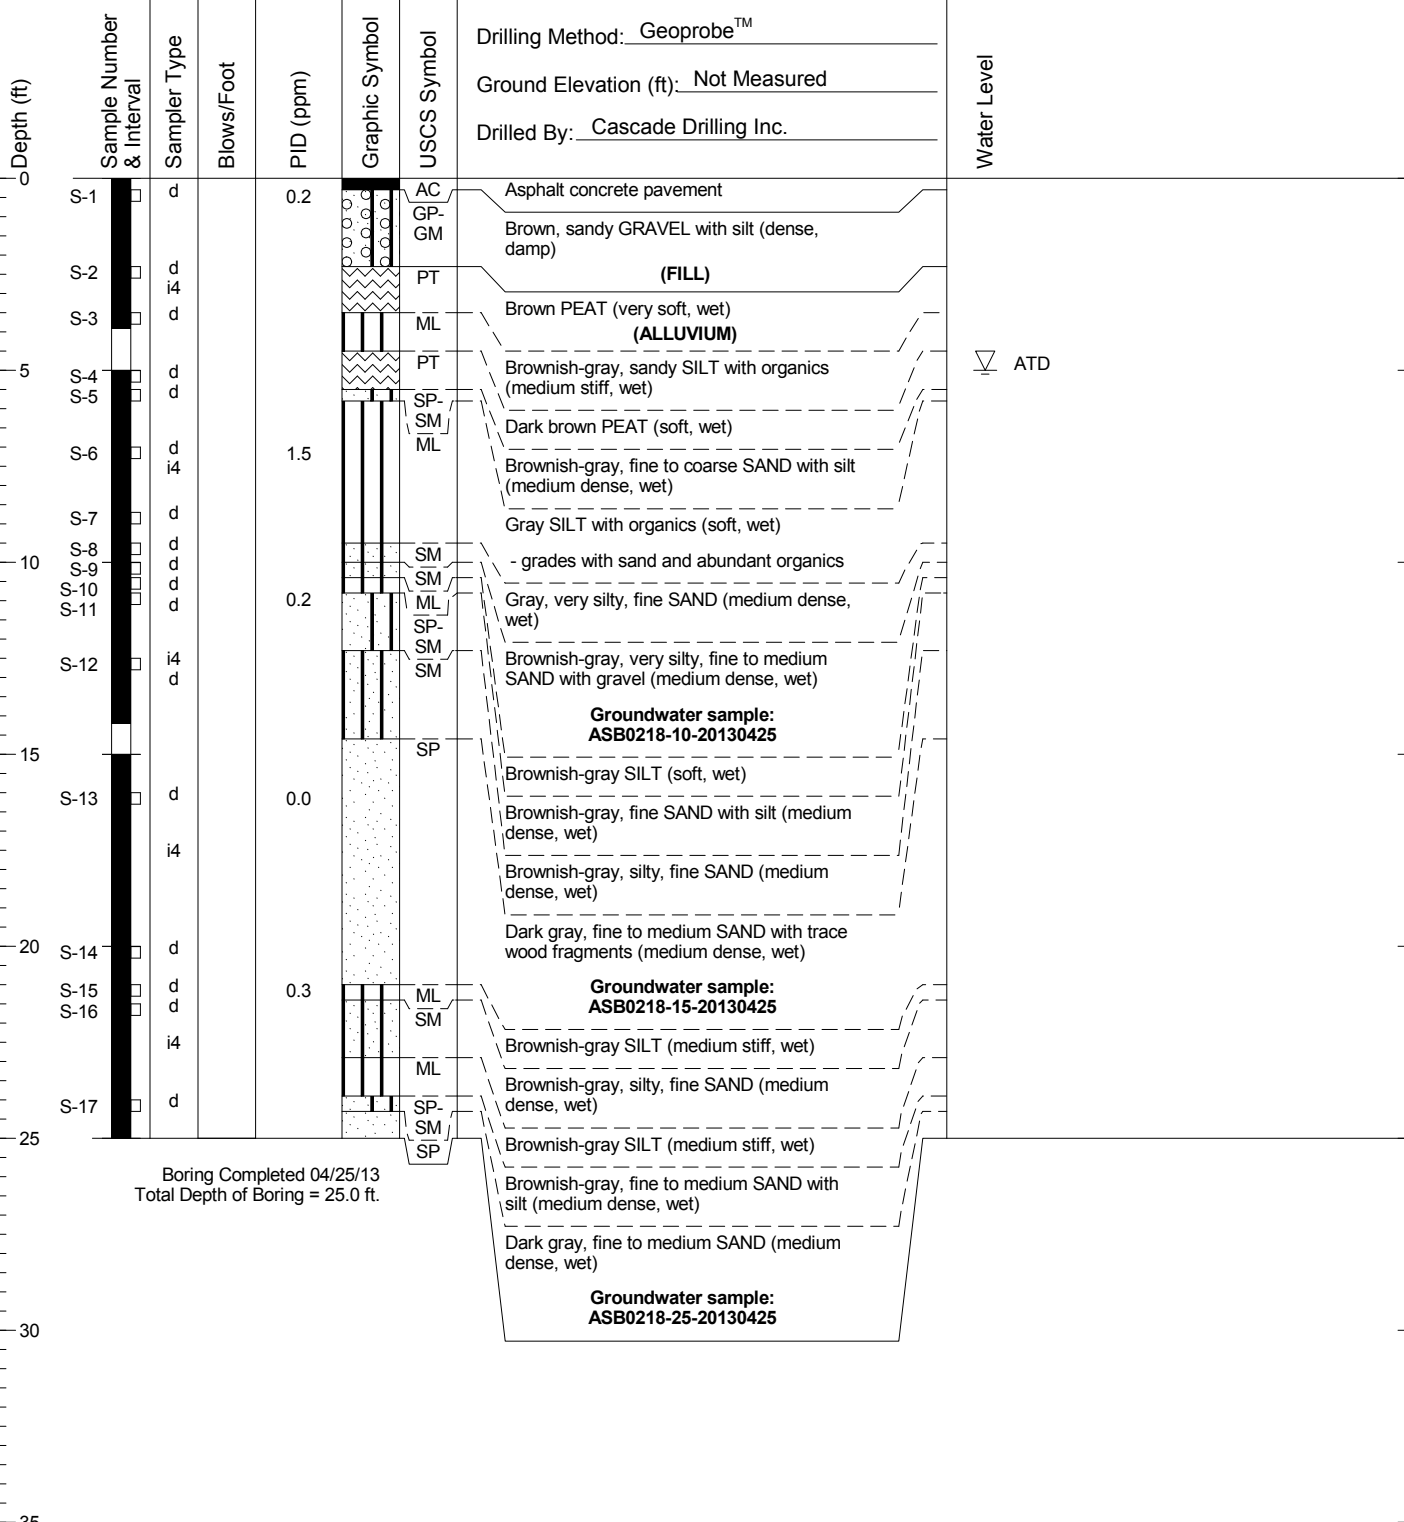 Drilling Method: Geoprobe™
Ground Elevation (ft): Not Measured
Drilled By: Cascade Drilling Inc.
Depth (ft)
Sample Number
& Interval
Sampler Type
Blows/Foot
PID (ppm)
Graphic Symbol
USCS Symbol
Water Level
0
S-1 d 0.2 AC Asphalt concrete pavement
GP-
GM
Brown, sandy GRAVEL with silt (dense,
damp)
S-2 d
i4
PT
(FILL)
Brown PEAT (very soft, wet)
S-3 d
ML
(ALLUVIUM)
5
PT
ATD
Brownish-gray, sandy SILT with organics
(medium stiff, wet)
S-4 d
S-5 d
SP-
SM
ML
Dark brown PEAT (soft, wet)
S-6 d 1.5
i4
Brownish-gray, fine to coarse SAND with silt
(medium dense, wet)
S-7 d
Gray SILT with organics (soft, wet)
S-8 d
SM
- grades with sand and abundant organics
10
S-9 d
SM
S-10 d
S-11 d 0.2
ML
Gray, very silty, fine SAND (medium dense,
wet)
SP-
SM
S-12 i4
d
SM
Brownish-gray, very silty, fine to medium
SAND with gravel (medium dense, wet)
Groundwater sample:
ASB0218-10-20130425
15
SP
Brownish-gray SILT (soft, wet)
S-13 d 0.0
Brownish-gray, fine SAND with silt (medium
dense, wet)
i4
Brownish-gray, silty, fine SAND (medium
dense, wet)
20
S-14 d
Dark gray, fine to medium SAND with trace
wood fragments (medium dense, wet)
S-15 d 0.3
ML
Groundwater sample:
ASB0218-15-20130425
S-16 d
SM
i4
Brownish-gray SILT (medium stiff, wet)
ML
Brownish-gray, silty, fine SAND (medium
dense, wet)
S-17 d
SP-
SM
25
SP
Brownish-gray SILT (medium stiff, wet)
Boring Completed 04/25/13
Total Depth of Boring = 25.0 ft.
Brownish-gray, fine to medium SAND with
silt (medium dense, wet)
Dark gray, fine to medium SAND (medium
dense, wet)
Groundwater sample:
ASB0218-25-20130425
30
35